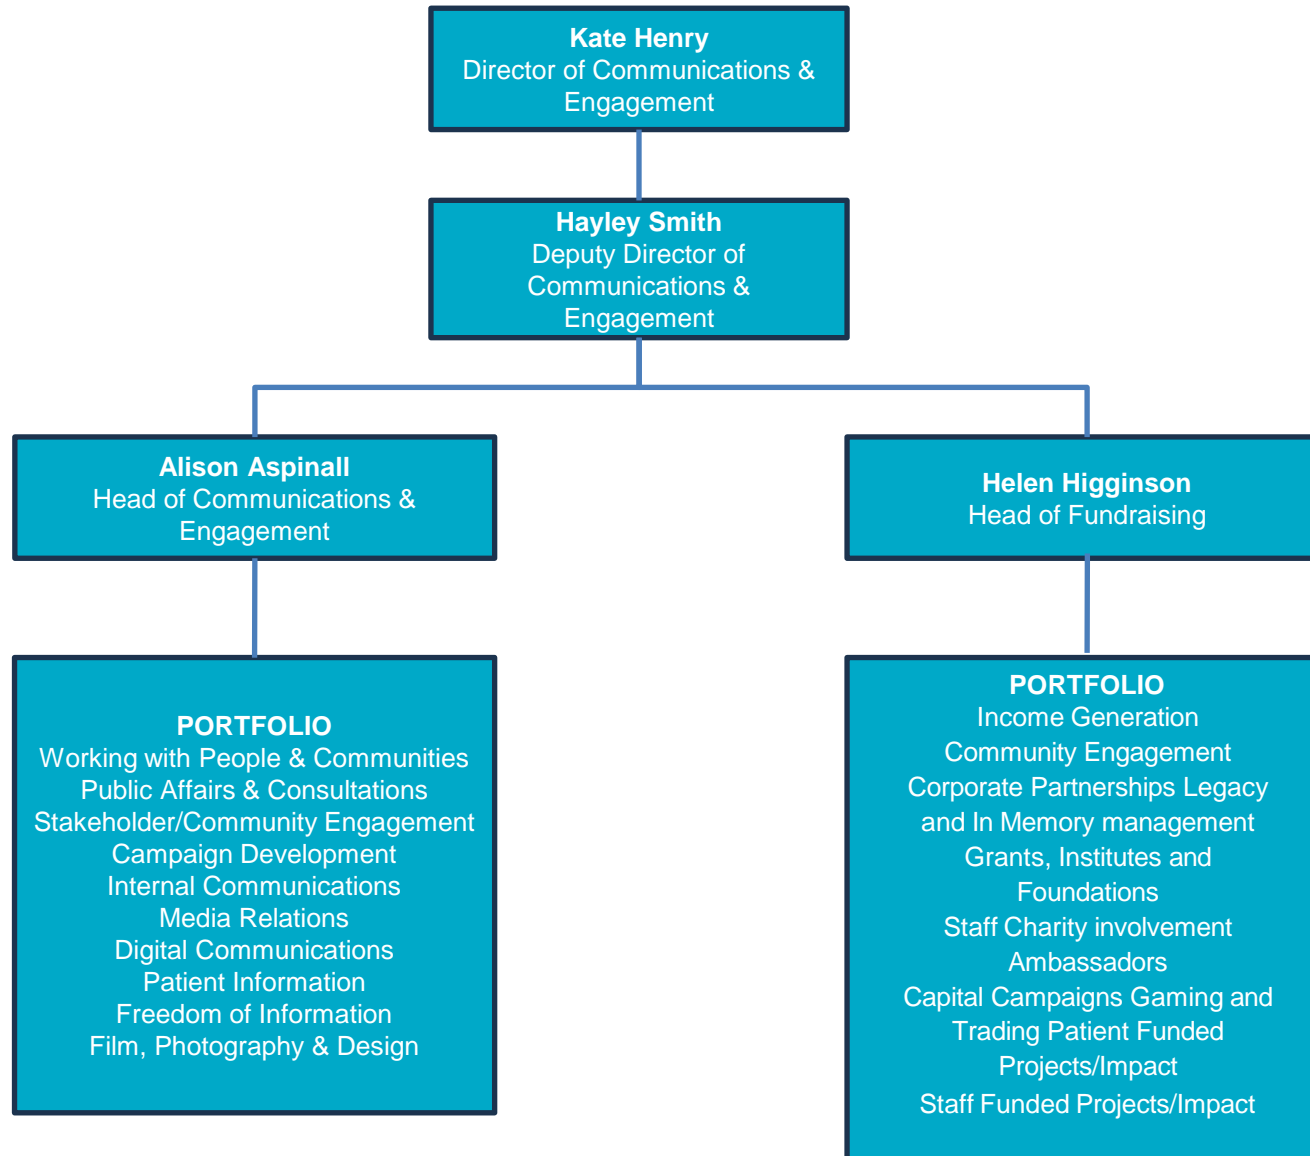 Kate Henry
Director of Communications &
Engagement
Hayley Smith
Deputy Director of
Communications &
Engagement
Alison Aspinall
Head of Communications &
Engagement
Helen Higginson
Head of Fundraising
PORTFOLIO
Working with People & Communities
Public Affairs & Consultations
Stakeholder/Community Engagement
Campaign Development
Internal Communications
Media Relations
Digital Communications
Patient Information
Freedom of Information
Film, Photography & Design
PORTFOLIO
Income Generation
Community Engagement
Corporate Partnerships Legacy
and In Memory management
Grants, Institutes and
Foundations
Staff Charity involvement
Ambassadors
Capital Campaigns Gaming and
Trading Patient Funded
Projects/Impact
Staff Funded Projects/Impact